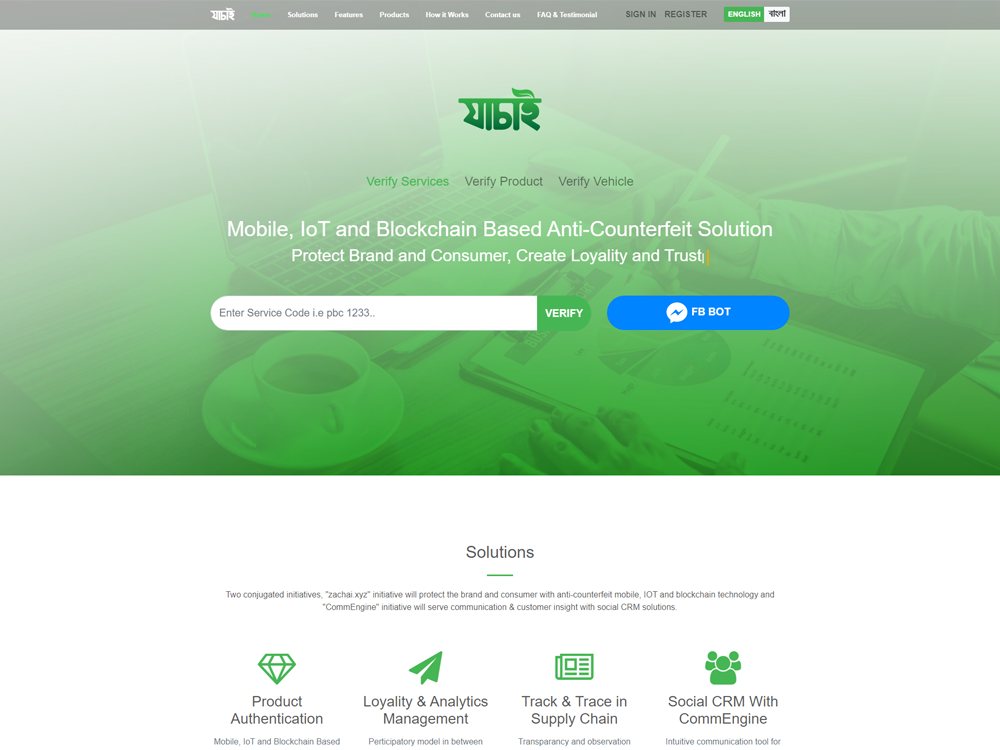 যাচাই Home Solutions Features Products How it Works Contact us FAQ & Testimonial SIGN IN REGISTER ENGLISH বাংলা
যাচাই
Verify Services Verify Product Verify Vehicle
Mobile, IoT and Blockchain Based Anti-Counterfeit Solution
Protect Brand and Consumer, Create Loyality and Trust|
Enter Service Code i.e pbc 1233.. VERIFY FB BOT
Solutions
Two conjugated initiatives, "zachai.xyz" initiative will protect the brand and consumer with anti-counterfeit mobile, IOT and blockchain technology and
"CommEngine" initiative will serve communication & customer insight with social CRM solutions.
Product
Authentication
Mobile, IoT and Blockchain Based
Loyality & Analytics
Management
Perticipatory model in between
Track & Trace in
Supply Chain
Transparancy and observation
Social CRM With
CommEngine
Intuitive communication tool for